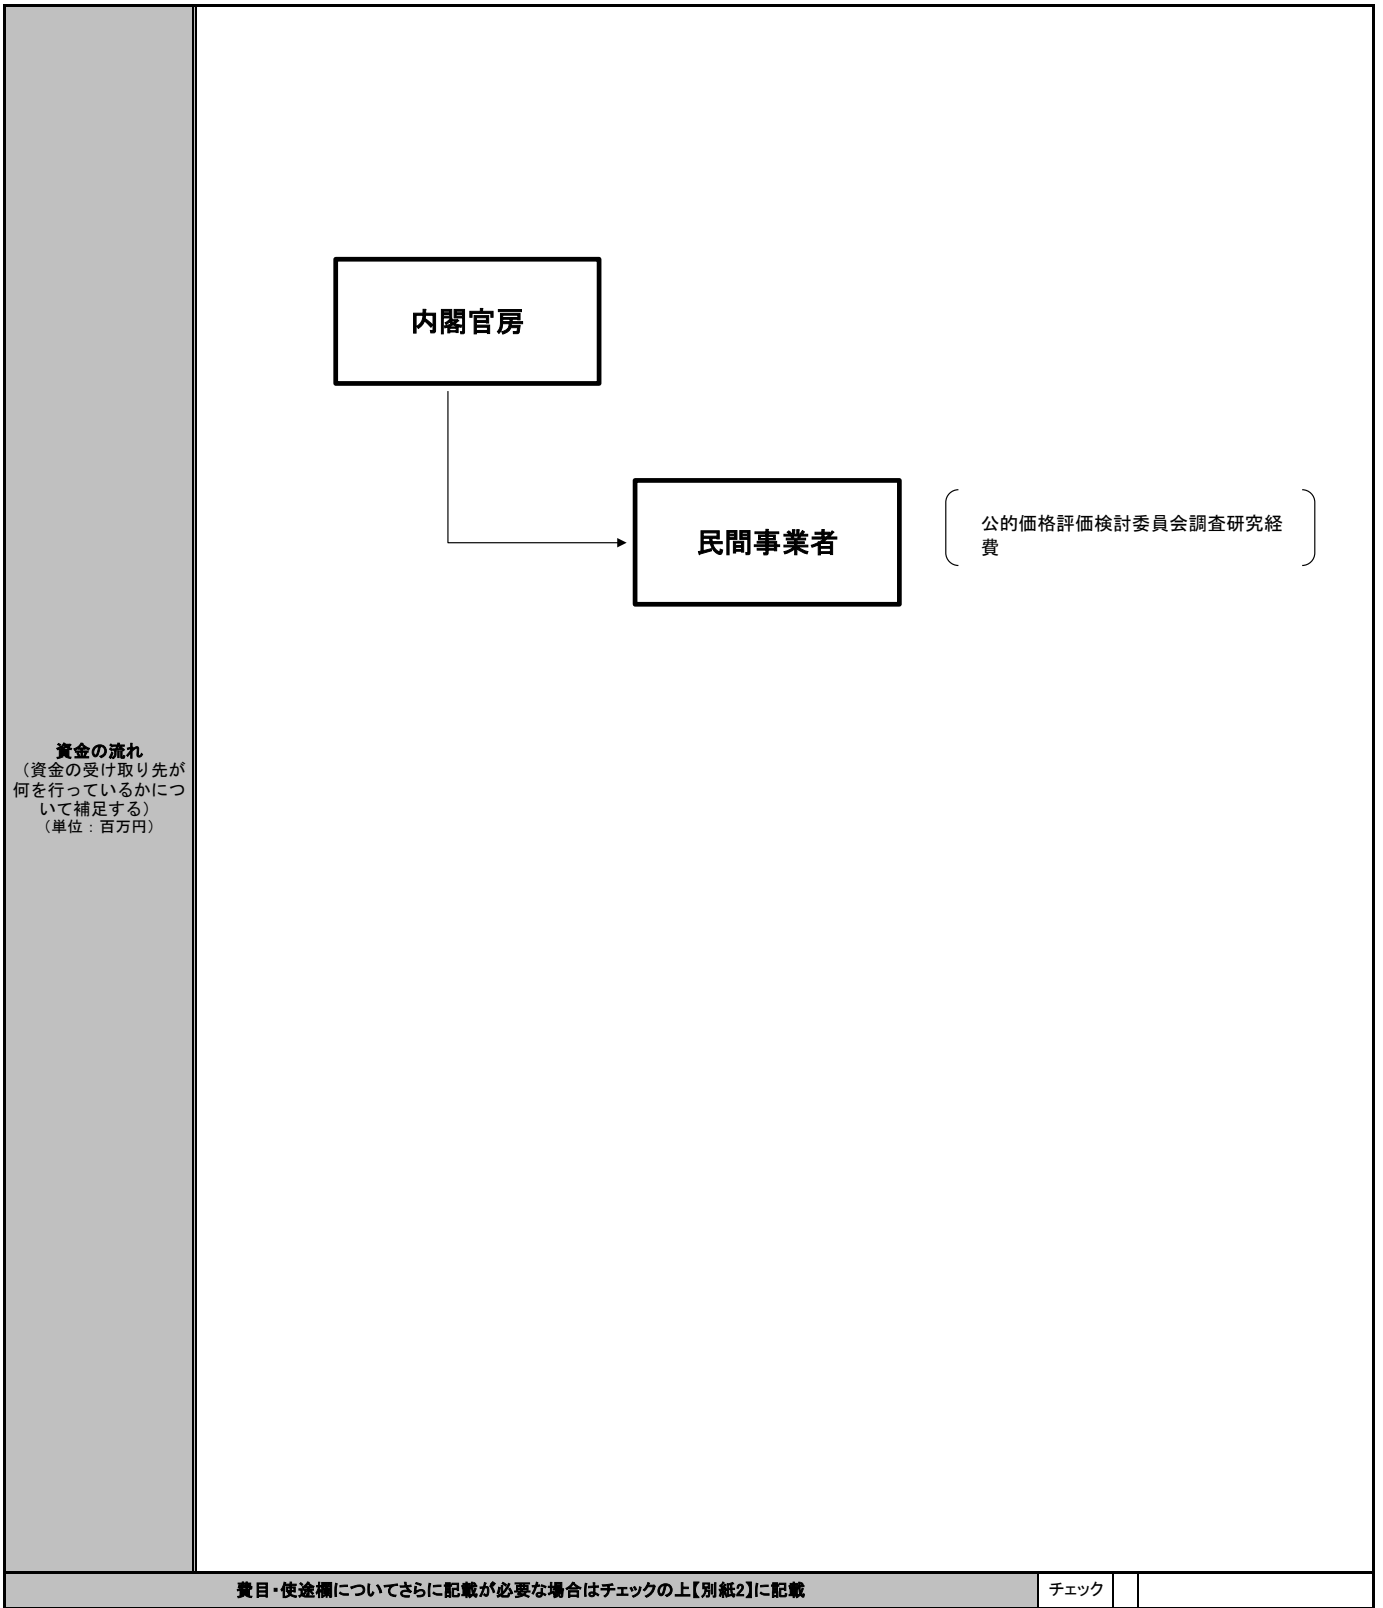 内閣官房
民間事業者
公的価格評価検討委員会調査研究経
費
資金の流れ
（資金の受け取り先が
何を行っているかにつ
いて補足する）
（単位：百万円）
費目・使途欄についてさらに記載が必要な場合はチェックの上【別紙2】に記載
チェック